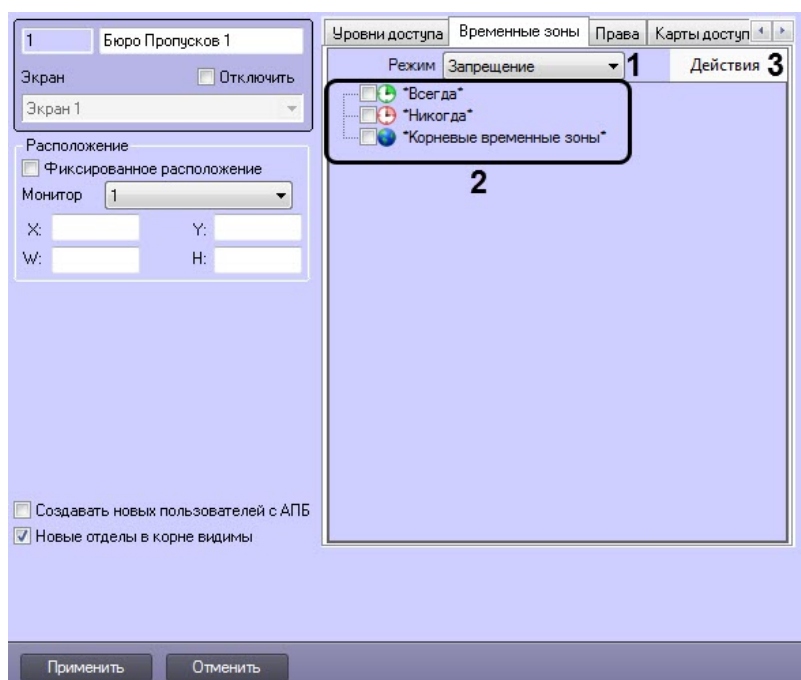 1 Бюро Пропусков 1
Экран Отключить
Экран 1
Расположение
Фиксированное расположение
Монитор 1
X: Y:
W: H:
Создавать новых пользователей с АПБ
Новые отделы в корне видимы
Уровни доступа Временные зоны Права Карты доступ
Режим Запрещение 1 Действия 3
*Всегда*
*Никогда*
*Корневые временные зоны*
2
Применить Отменить